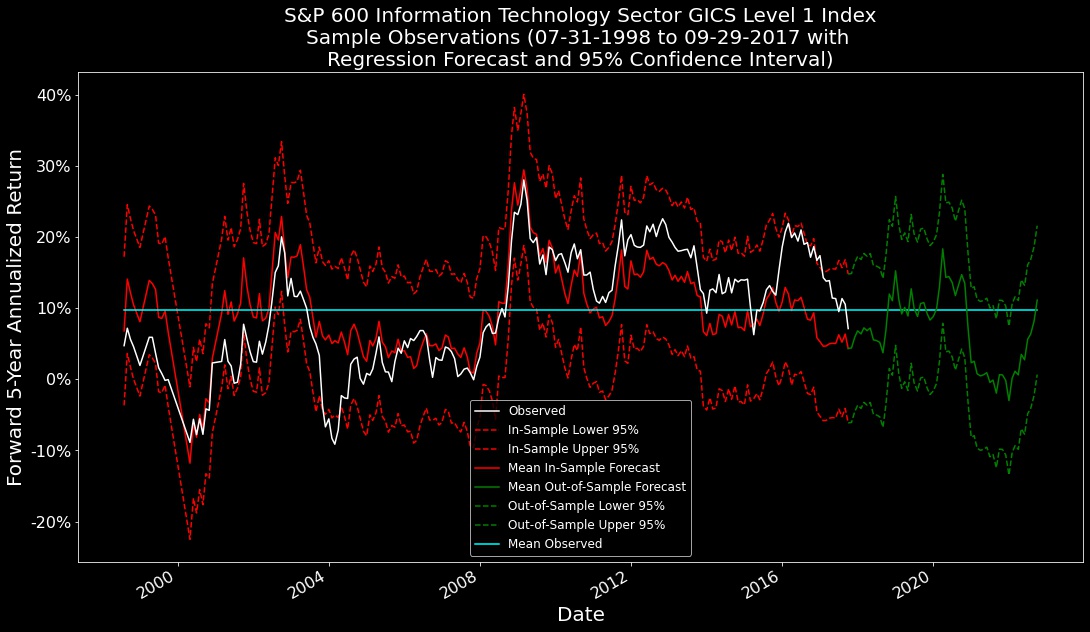 S&P 600 Information Technology Sector GICS Level 1 Index
Sample Observations (07-31-1998 to 09-29-2017 with
Regression Forecast and 95% Confidence Interval)
Forward 5-Year Annualized Return
40%
30%
20%
10%
0%
-10%
-20%
Observed
In-Sample Lower 95%
In-Sample Upper 95%
Mean In-Sample Forecast
Mean Out-of-Sample Forecast
Out-of-Sample Lower 95%
Out-of-Sample Upper 95%
Mean Observed
2000
2004
2008
2012
2016
2020
Date